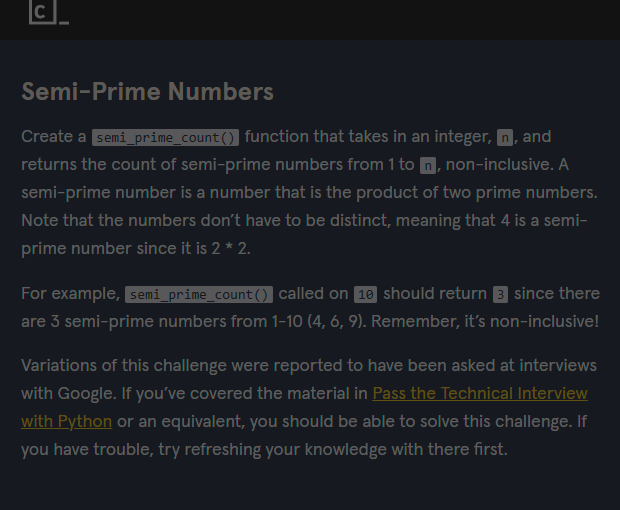 c
Semi-Prime Numbers
Create a semi_prime_count() function that takes in an integer, n, and
returns the count of semi-prime numbers from 1 to n, non-inclusive. A
semi-prime number is a number that is the product of two prime numbers.
Note that the numbers don't have to be distinct, meaning that 4 is a semi-
prime number since it is 2 * 2.
For example, semi_prime_count() called on 10 should return 3 since there
are 3 semi-prime numbers from 1-10 (4, 6, 9). Remember, it's non-inclusive!
Variations of this challenge were reported to have been asked at interviews
with Google. If you've covered the material in Pass the Technical Interview
with Python or an equivalent, you should be able to solve this challenge. If
you have trouble, try refreshing your knowledge with there first.